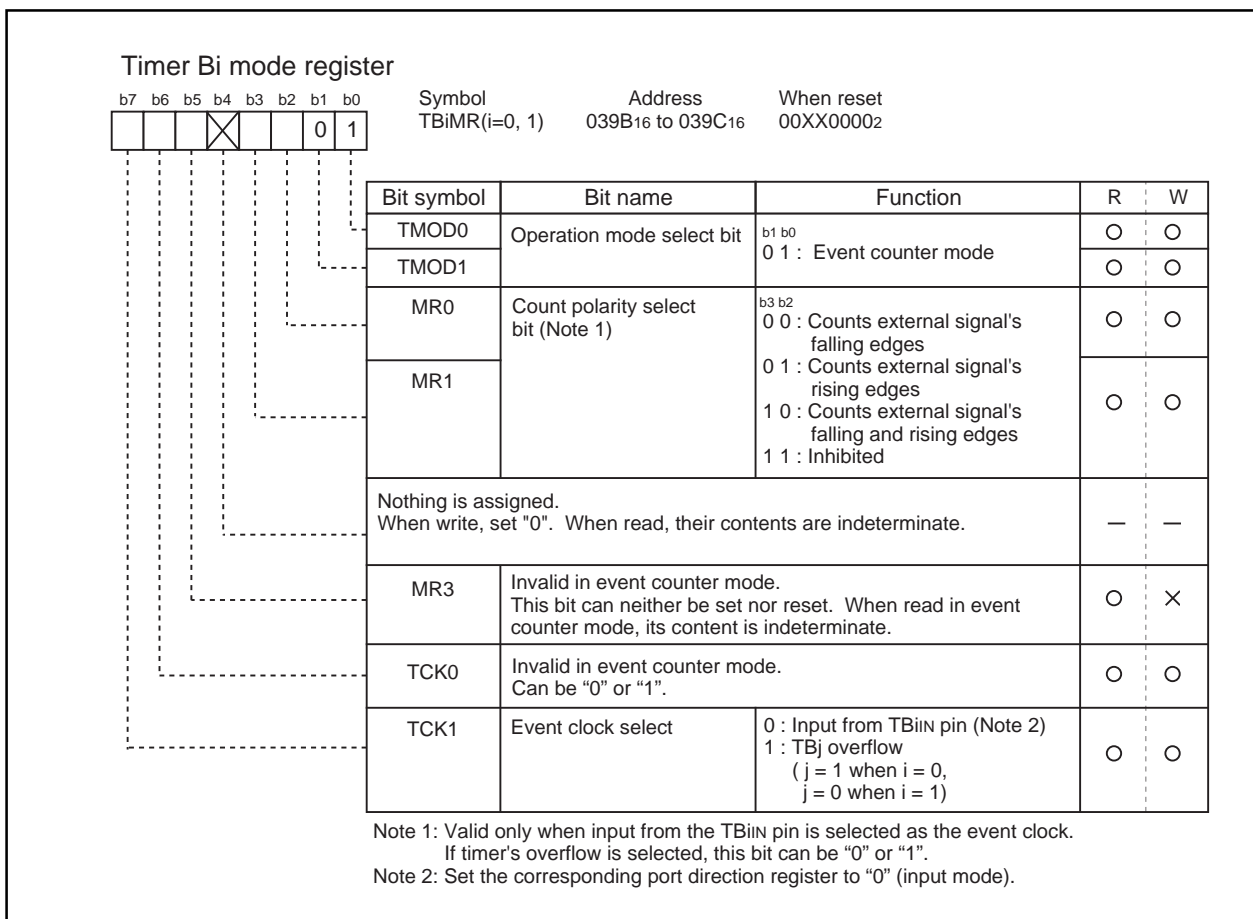 Timer Bi mode register
b7 b6 b5 b4 b3 b2 b1 b0
0 1
Symbol Address When reset
TBiMR(i=0, 1) 039B16 to 039C16 00XX00002
Bit symbol Bit name Function R W
TMOD0 Operation mode select bit b1 b0
0 1 : Event counter mode
TMOD1
MR0 Count polarity select
bit (Note 1)
b3 b2
0 0 : Counts external signal's
falling edges
0 1 : Counts external signal's
rising edges
MR1
1 0 : Counts external signal's
falling and rising edges
1 1 : Inhibited
Nothing is assigned.
When write, set "0". When read, their contents are indeterminate.
MR3 Invalid in event counter mode.
This bit can neither be set nor reset. When read in event
counter mode, its content is indeterminate.
TCK0 Invalid in event counter mode.
Can be “0” or “1”.
TCK1 Event clock select 0 : Input from TBiIN pin (Note 2)
1 : TBj overflow
( j = 1 when i = 0,
j = 0 when i = 1)
Note 1: Valid only when input from the TBiIN pin is selected as the event clock.
If timer's overflow is selected, this bit can be “0” or “1”.
Note 2: Set the corresponding port direction register to “0” (input mode).